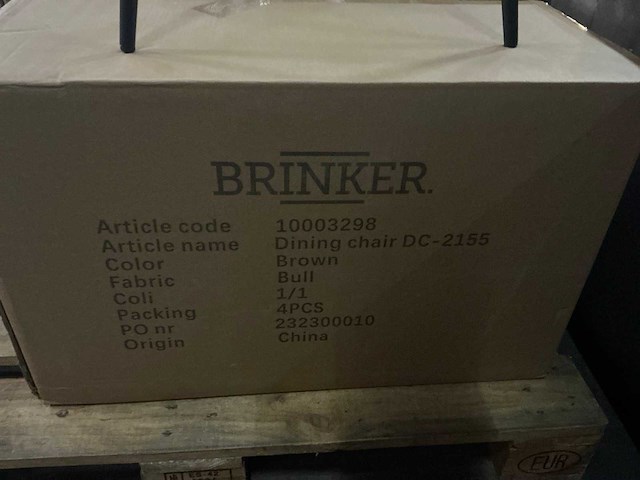 BRINKER.
Article code 10003298
Article name Dining chair DC-2155
Color Brown
Fabric Bull
Coli 1/1
Packing 4PCS
PO nr 232300010
Origin China
EUR